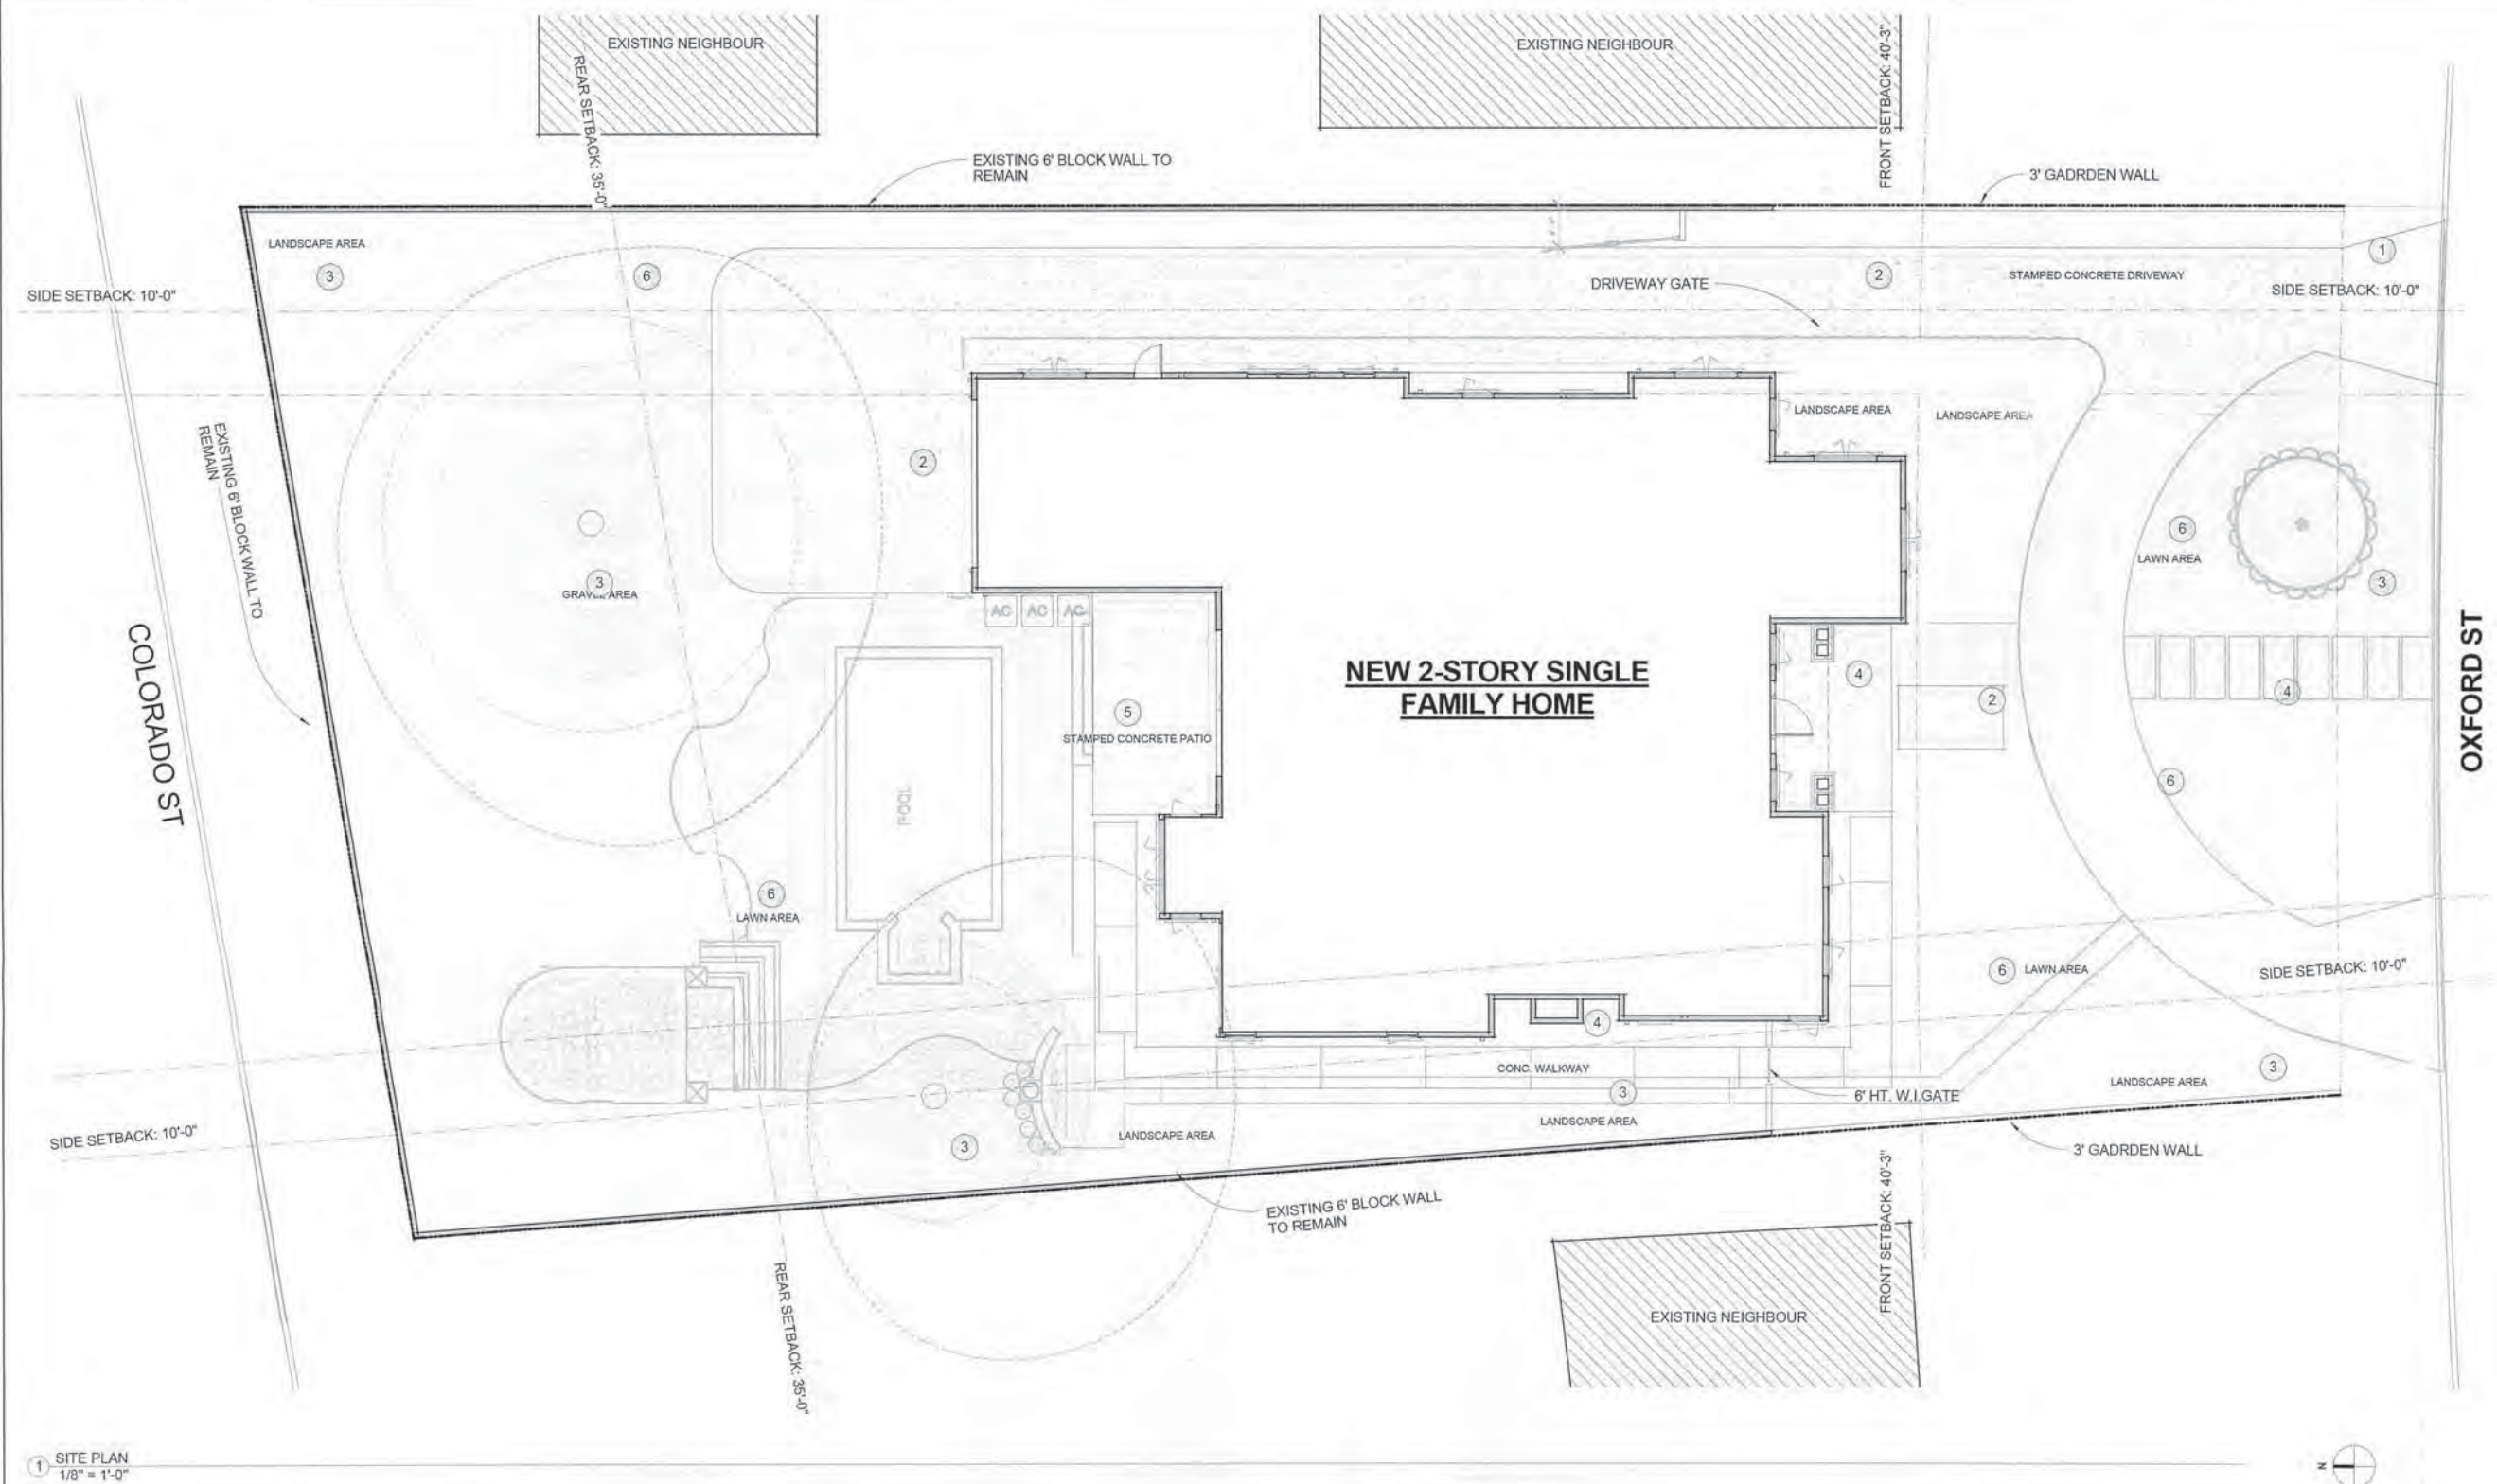 EXISTING NEIGHBOUR
EXISTING NEIGHBOUR
REAR SETBACK: 35'-0"
FRONT SETBACK: 40'-3"
EXISTING 6' BLOCK WALL TO
REMAIN
3' GADRDEN WALL
LANDSCAPE AREA
3
6
2
STAMPED CONCRETE DRIVEWAY
1
DRIVEWAY GATE
SIDE SETBACK: 10'-0"
SIDE SETBACK: 10'-0"
LANDSCAPE AREA
LANDSCAPE AREA
EXISTING 6' BLOCK WALL TO
REMAIN
2
6
LAWN AREA
3
3
GRAVEL AREA
AC
AC
AC
COLORADO ST
NEW 2-STORY SINGLE
FAMILY HOME
4
2
4
OXFORD ST
5
STAMPED CONCRETE PATIO
POOL
6
6
LAWN AREA
6
LAWN AREA
SIDE SETBACK: 10'-0"
4
CONC. WALKWAY
3
6' HT. W.I.GATE
3
LANDSCAPE AREA
SIDE SETBACK: 10'-0"
3
LANDSCAPE AREA
LANDSCAPE AREA
3' GADRDEN WALL
EXISTING 6' BLOCK WALL
TO REMAIN
REAR SETBACK: 35'-0"
FRONT SETBACK: 40'-3"
EXISTING NEIGHBOUR
1
SITE PLAN
1/8" = 1'-0"
N